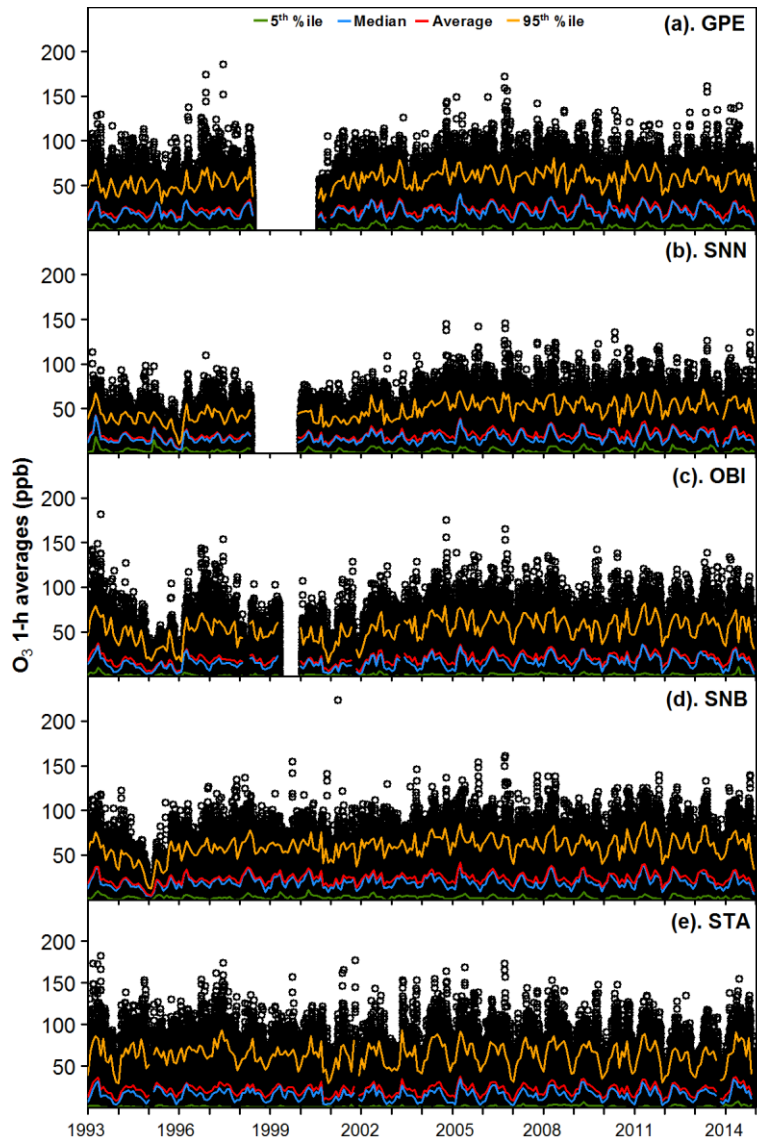 5th %ile Median Average 95th %ile
(a). GPE
200
150
100
50
(b). SNN
200
150
100
50
(c). OBI
200
150
100
50
(d). SNB
200
150
100
50
(e). STA
200
150
100
50
O3 1-h averages (ppb)
1993 1996 1999 2002 2005 2008 2011 2014